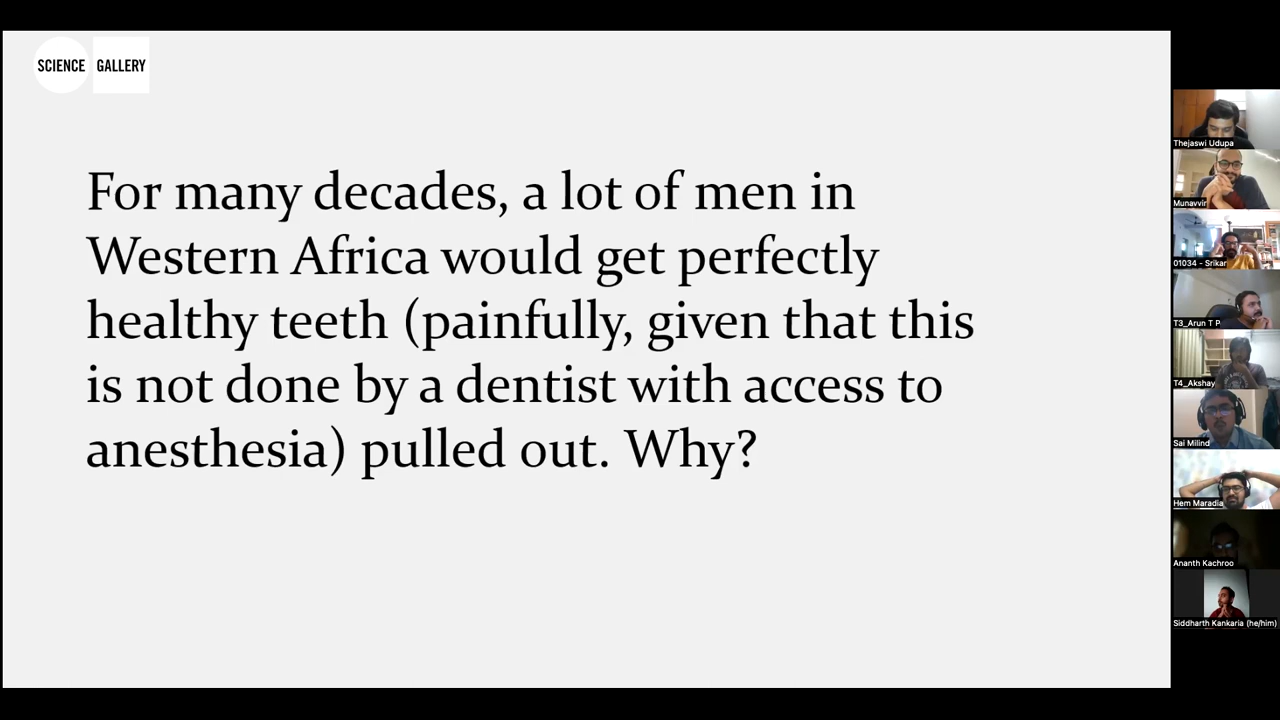 SCIENCE GALLERY
For many decades, a lot of men in
Western Africa would get perfectly
healthy teeth (painfully, given that this
is not done by a dentist with access to
anesthesia) pulled out. Why?
Thejaswi Udupa
Munavvir
01034 - Srikar
T3_Arun T P
T4_Akshay
Sai Milind
Hem Maradia
Ananth Kachroo
Siddharth Kankaria (he/him)